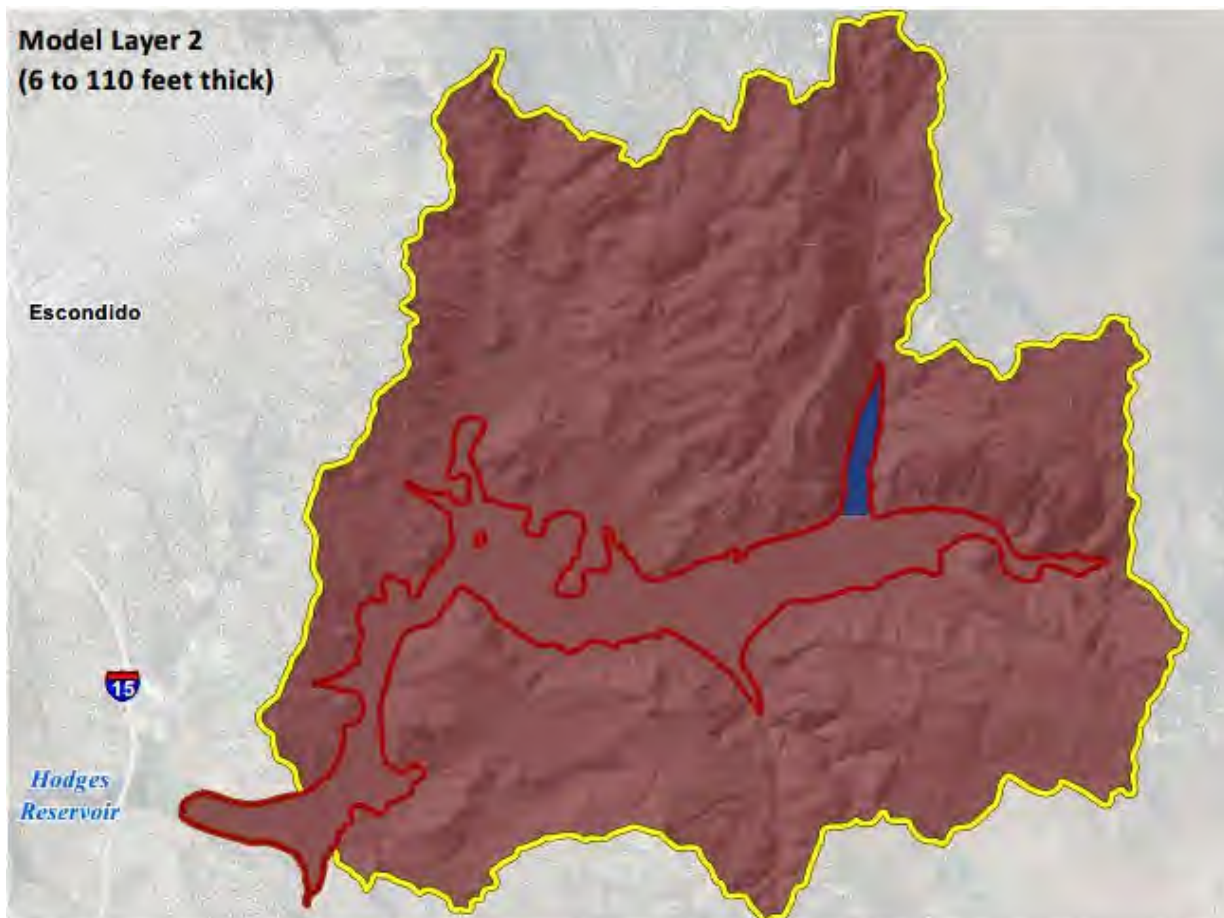 Model Layer 2
(6 to 110 feet thick)
Escondido
15
Hodges
Reservoir